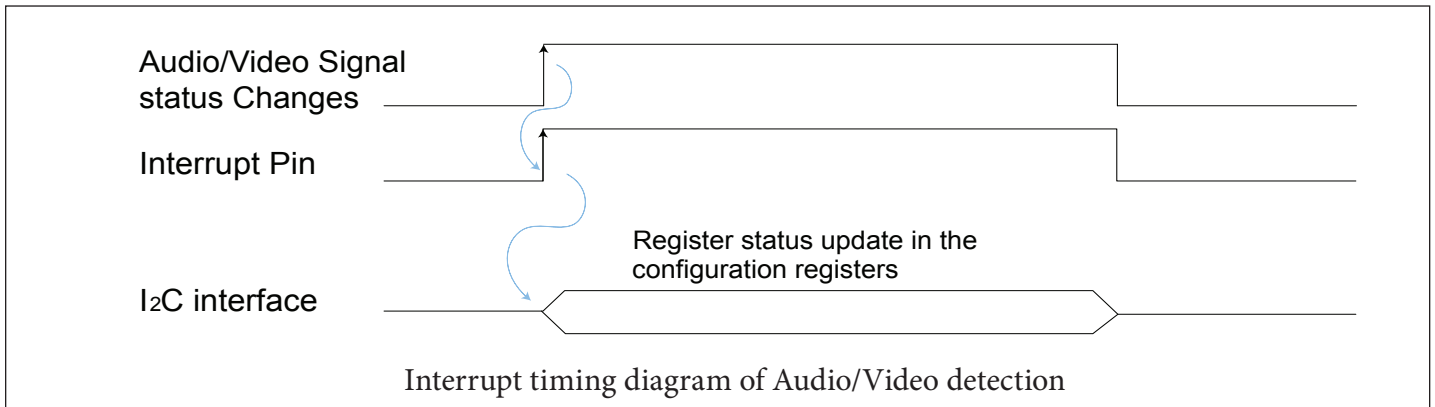 Audio/Video Signal
status Changes
Interrupt Pin
Register status update in the
configuration registers
I2C interface
Interrupt timing diagram of Audio/Video detection